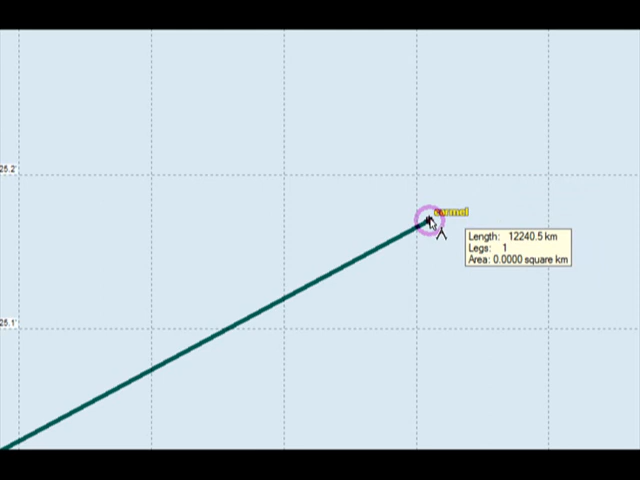 25.2'
carmel
Length: 12240.5 km
Legs: 1
Area: 0.0000 square km
25.1'